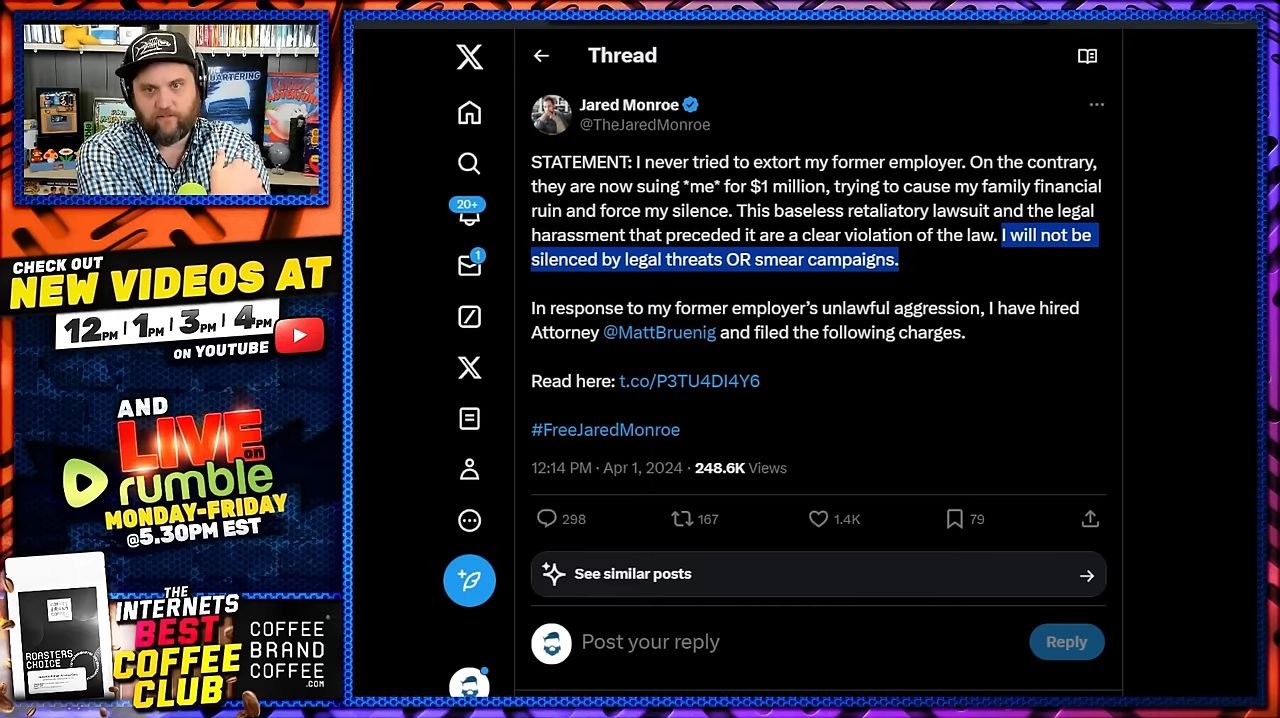 THE
QUARTERING
CHECK OUT
NEW VIDEOS AT
12PM | 1PM | 3PM | 4PM
ON YOUTUBE
AND
LIVE on
rumble
MONDAY-FRIDAY
@5.30PM EST
THE
INTERNETS
BEST
COFFEE
CLUB
COFFEE
BRAND
COFFEE
.COM
ROASTERS
CHOICE
20+
1
Thread
Jared Monroe
@TheJaredMonroe
STATEMENT: I never tried to extort my former employer. On the contrary,
they are now suing *me* for $1 million, trying to cause my family financial
ruin and force my silence. This baseless retaliatory lawsuit and the legal
harassment that preceded it are a clear violation of the law. I will not be
silenced by legal threats OR smear campaigns.
In response to my former employer’s unlawful aggression, I have hired
Attorney @MattBruenig and filed the following charges.
Read here: t.co/P3TU4DI4Y6
#FreeJaredMonroe
12:14 PM · Apr 1, 2024 · 248.6K Views
298 167 1.4K 79
See similar posts
Post your reply
Reply